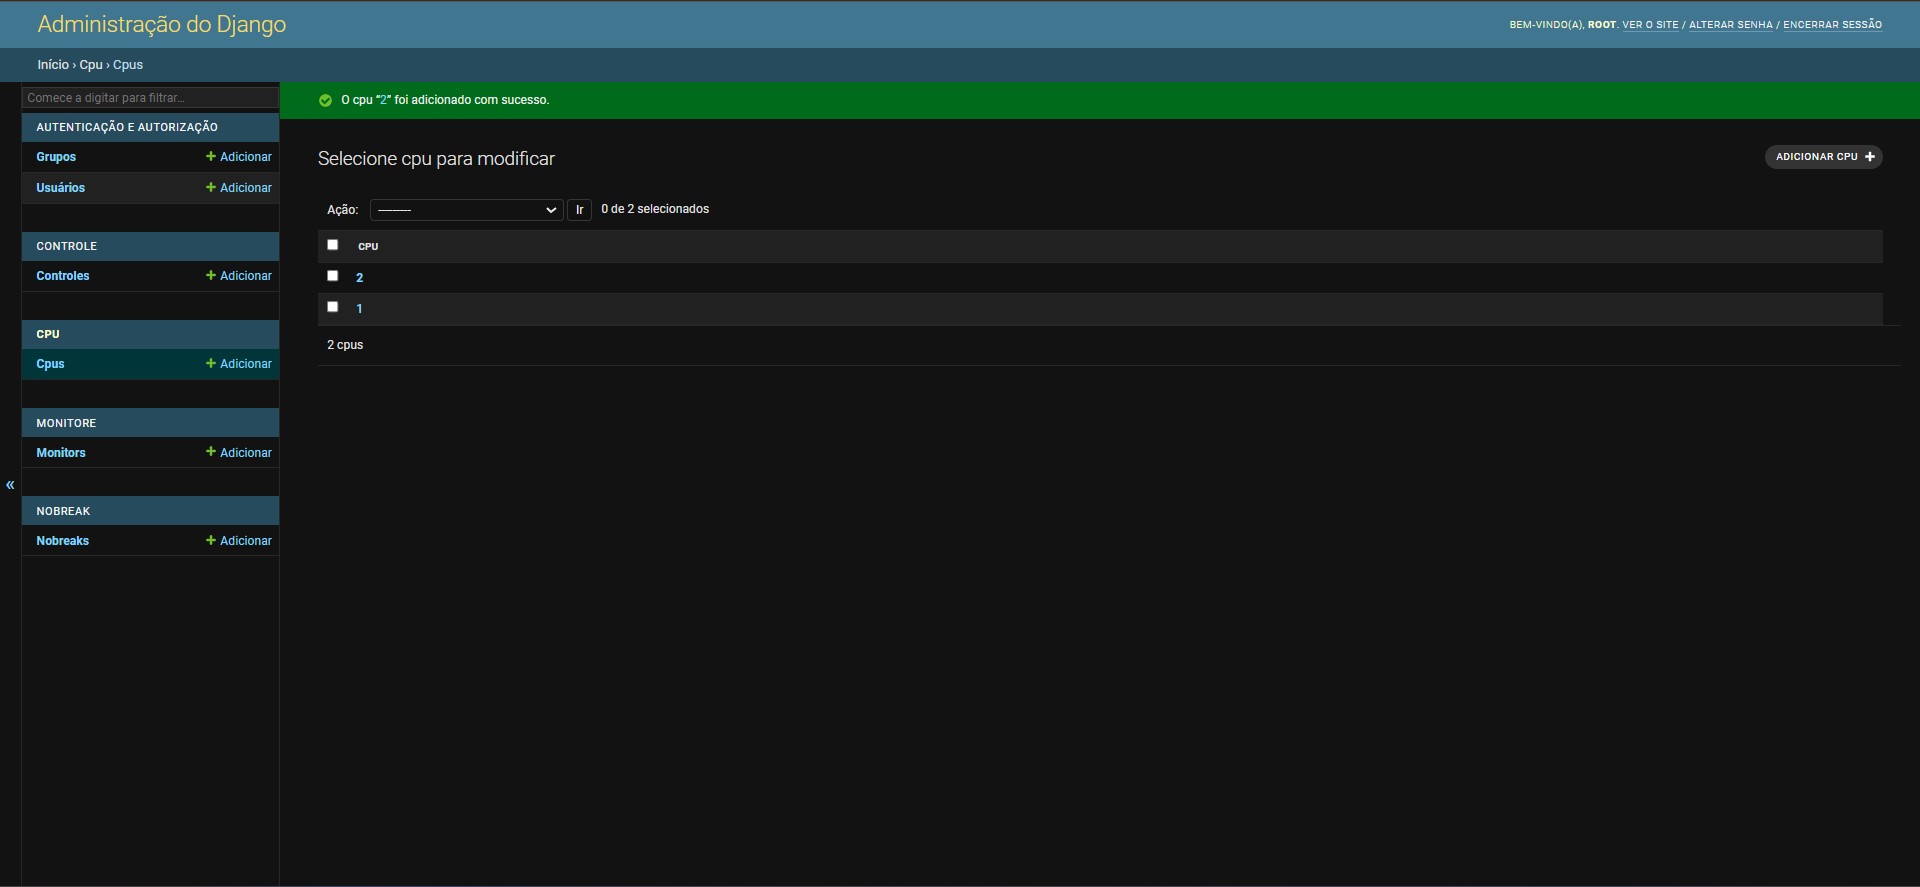 Administração do Django
BEM-VINDO(A), ROOT. VER O SITE / ALTERAR SENHA / ENCERRAR SESSÃO
Início › Cpu › Cpus
Comece a digitar para filtrar...
AUTENTICAÇÃO E AUTORIZAÇÃO
Grupos + Adicionar
Usuários + Adicionar
CONTROLE
Controles + Adicionar
CPU
Cpus + Adicionar
MONITORE
Monitors + Adicionar
«
NOBREAK
Nobreaks + Adicionar
O cpu “2” foi adicionado com sucesso.
Selecione cpu para modificar
ADICIONAR CPU +
Ação: --------- Ir 0 de 2 selecionados
CPU
2
1
2 cpus